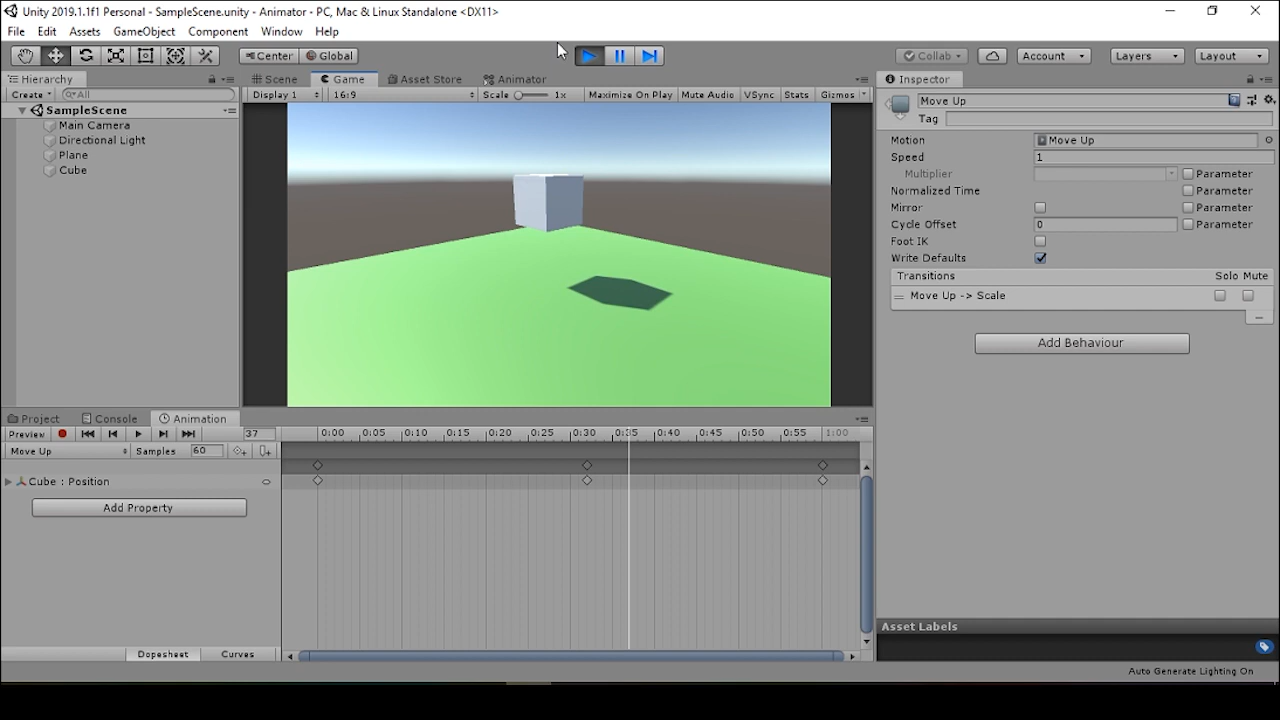 Unity 2019.1.1f1 Personal - SampleScene.unity - Animator - PC, Mac & Linux Standalone <DX11>
File Edit Assets GameObject Component Window Help
Center Global Collab Account Layers Layout
Hierarchy
Create All
SampleScene
Main Camera
Directional Light
Plane
Cube
Scene Game Asset Store Animator
Display 1 16:9 Scale 1x Maximize On Play Mute Audio VSync Stats Gizmos
Inspector
Move Up
Tag
Motion Move Up
Speed 1
Multiplier Parameter
Normalized Time Parameter
Mirror Parameter
Cycle Offset 0 Parameter
Foot IK
Write Defaults
Transitions Solo Mute
Move Up -> Scale
Add Behaviour
Project Console Animation
Preview 37 0:00 0:05 0:10 0:15 0:20 0:25 0:30 0:35 0:40 0:45 0:50 0:55 1:00
Move Up Samples 60
Cube : Position
Add Property
Dopesheet Curves
Asset Labels
Auto Generate Lighting On